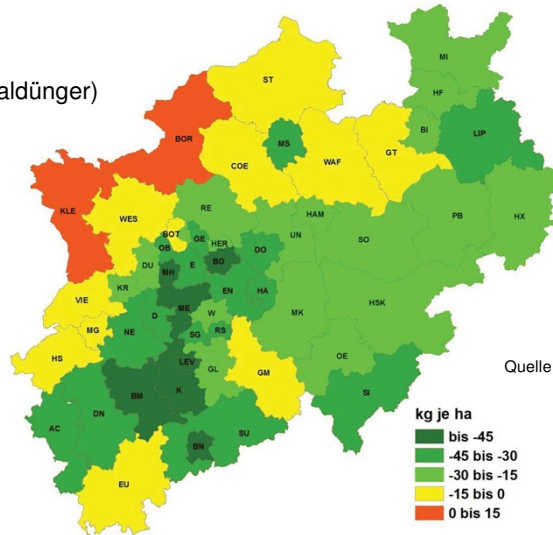 MI
ST
aldünger)
HF
BOR
BI
LIP
MS
GT
COE
WAF
KLE
WES
RE
HAM
PB
HX
BOT
UN
SO
GE
HER
OB
DO
DU
E
BO
MH
KR
EN
HA
HSK
VIE
ME
W
MK
D
MG
NE
SG
RS
OE
HS
LEV
GL
GM
Quelle
BM
K
SI
DN
AC
SU
BN
EU
kg je ha
bis -45
-45 bis -30
-30 bis -15
-15 bis 0
0 bis 15